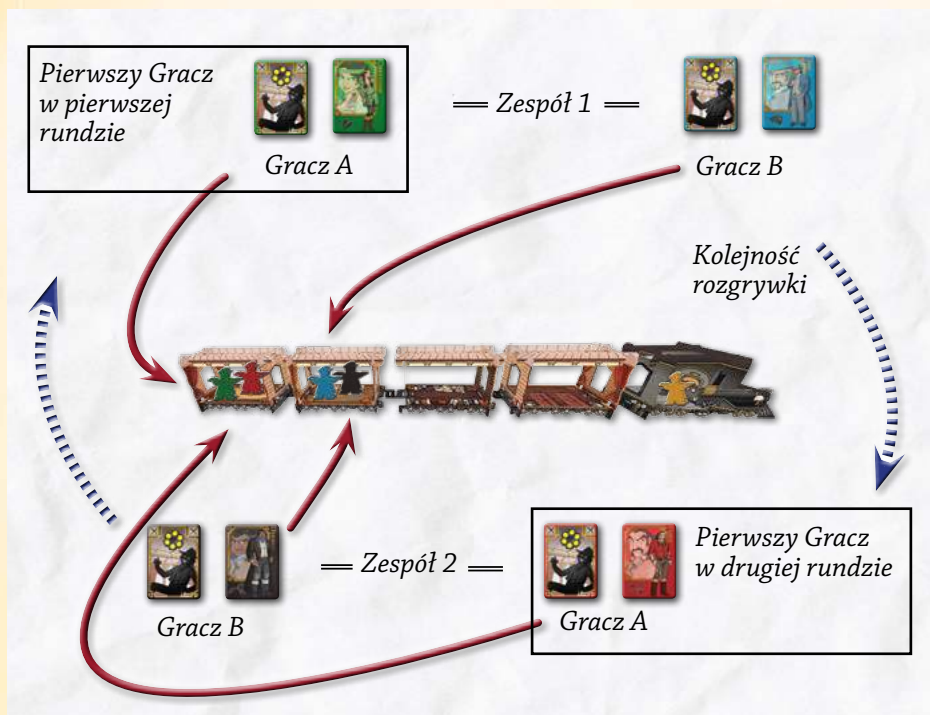 Pierwszy Gracz
w pierwszej
rundzie
Gracz A
Zespół 1
Gracz B
Kolejność
rozgrywki
Gracz B
Zespół 2
Gracz A
Pierwszy Gracz
w drugiej rundzie